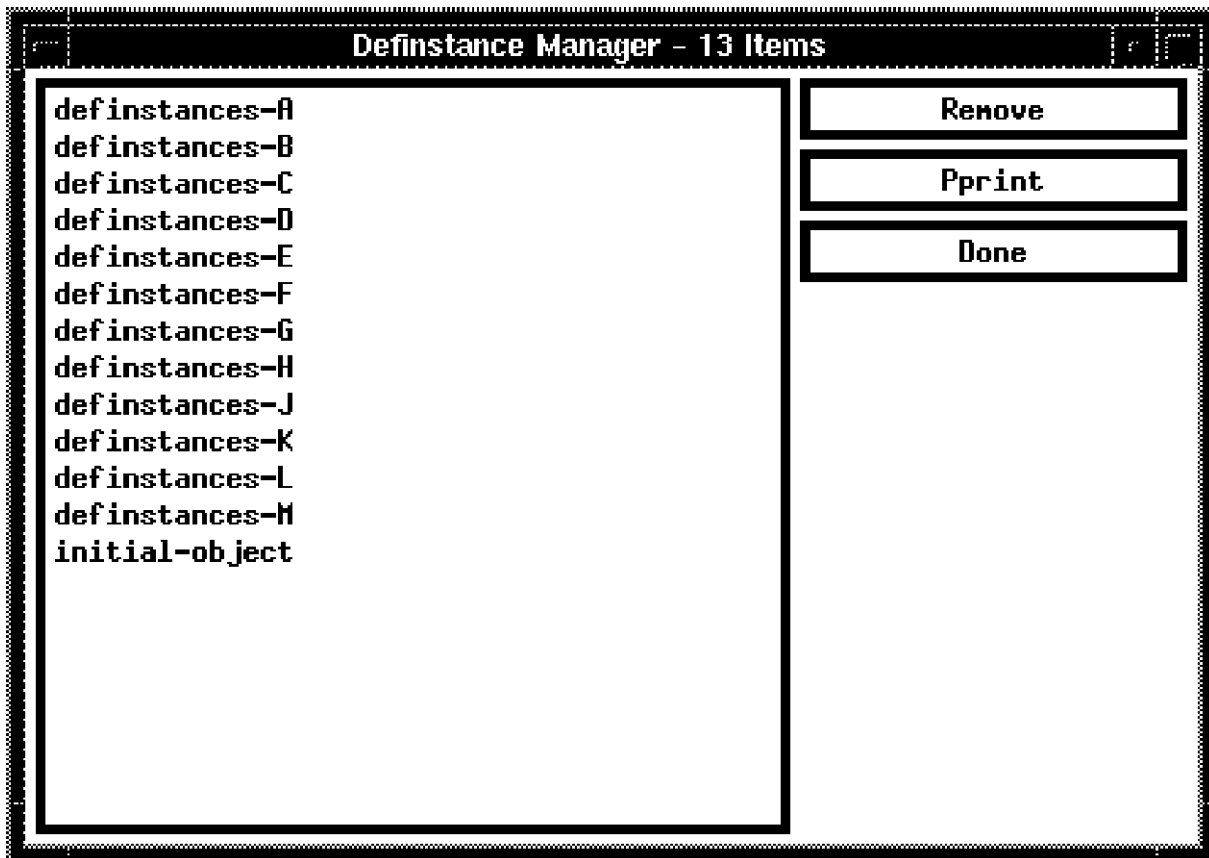 Definstance Manager - 13 Items
definstances-A
definstances-B
definstances-C
definstances-D
definstances-E
definstances-F
definstances-G
definstances-H
definstances-J
definstances-K
definstances-L
definstances-M
initial-object
Remove
Pprint
Done